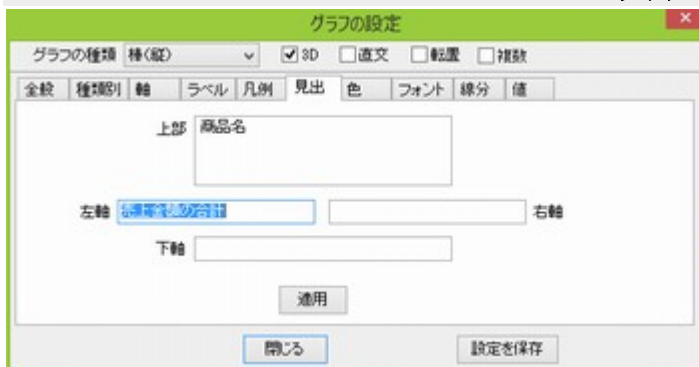 グラフの設定
グラフの種類 棒(縦) 3D 直交 転置 複数
全般 種類別 軸 ラベル 凡例 見出 色 フォント 線分 値
上部 商品名
左軸 売上金額の合計 右軸
下軸
適用
閉じる 設定を保存